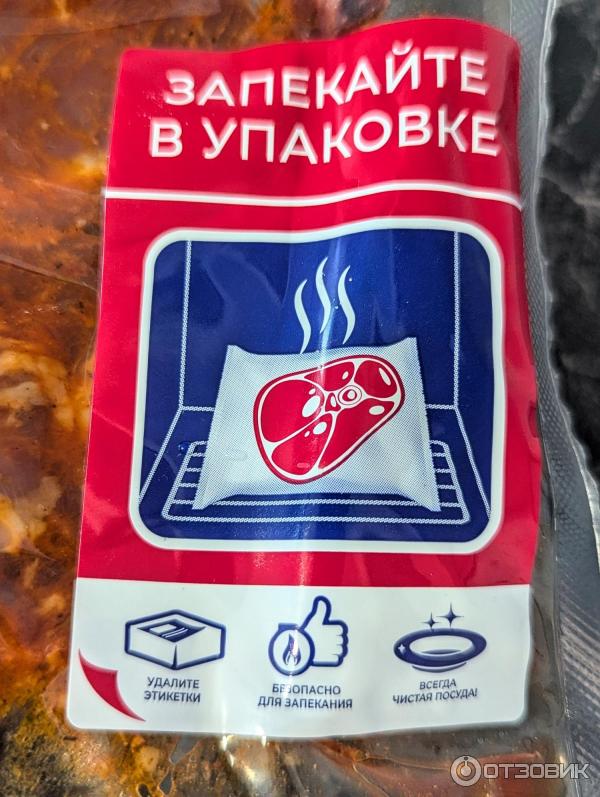 ЗАПЕКАЙТЕ
В УПАКОВКЕ
УДАЛИТЕ
ЭТИКЕТКИ
БЕЗОПАСНО
ДЛЯ ЗАПЕКАНИЯ
ВСЕГДА
ЧИСТАЯ ПОСУДА!
ОТЗОВИК